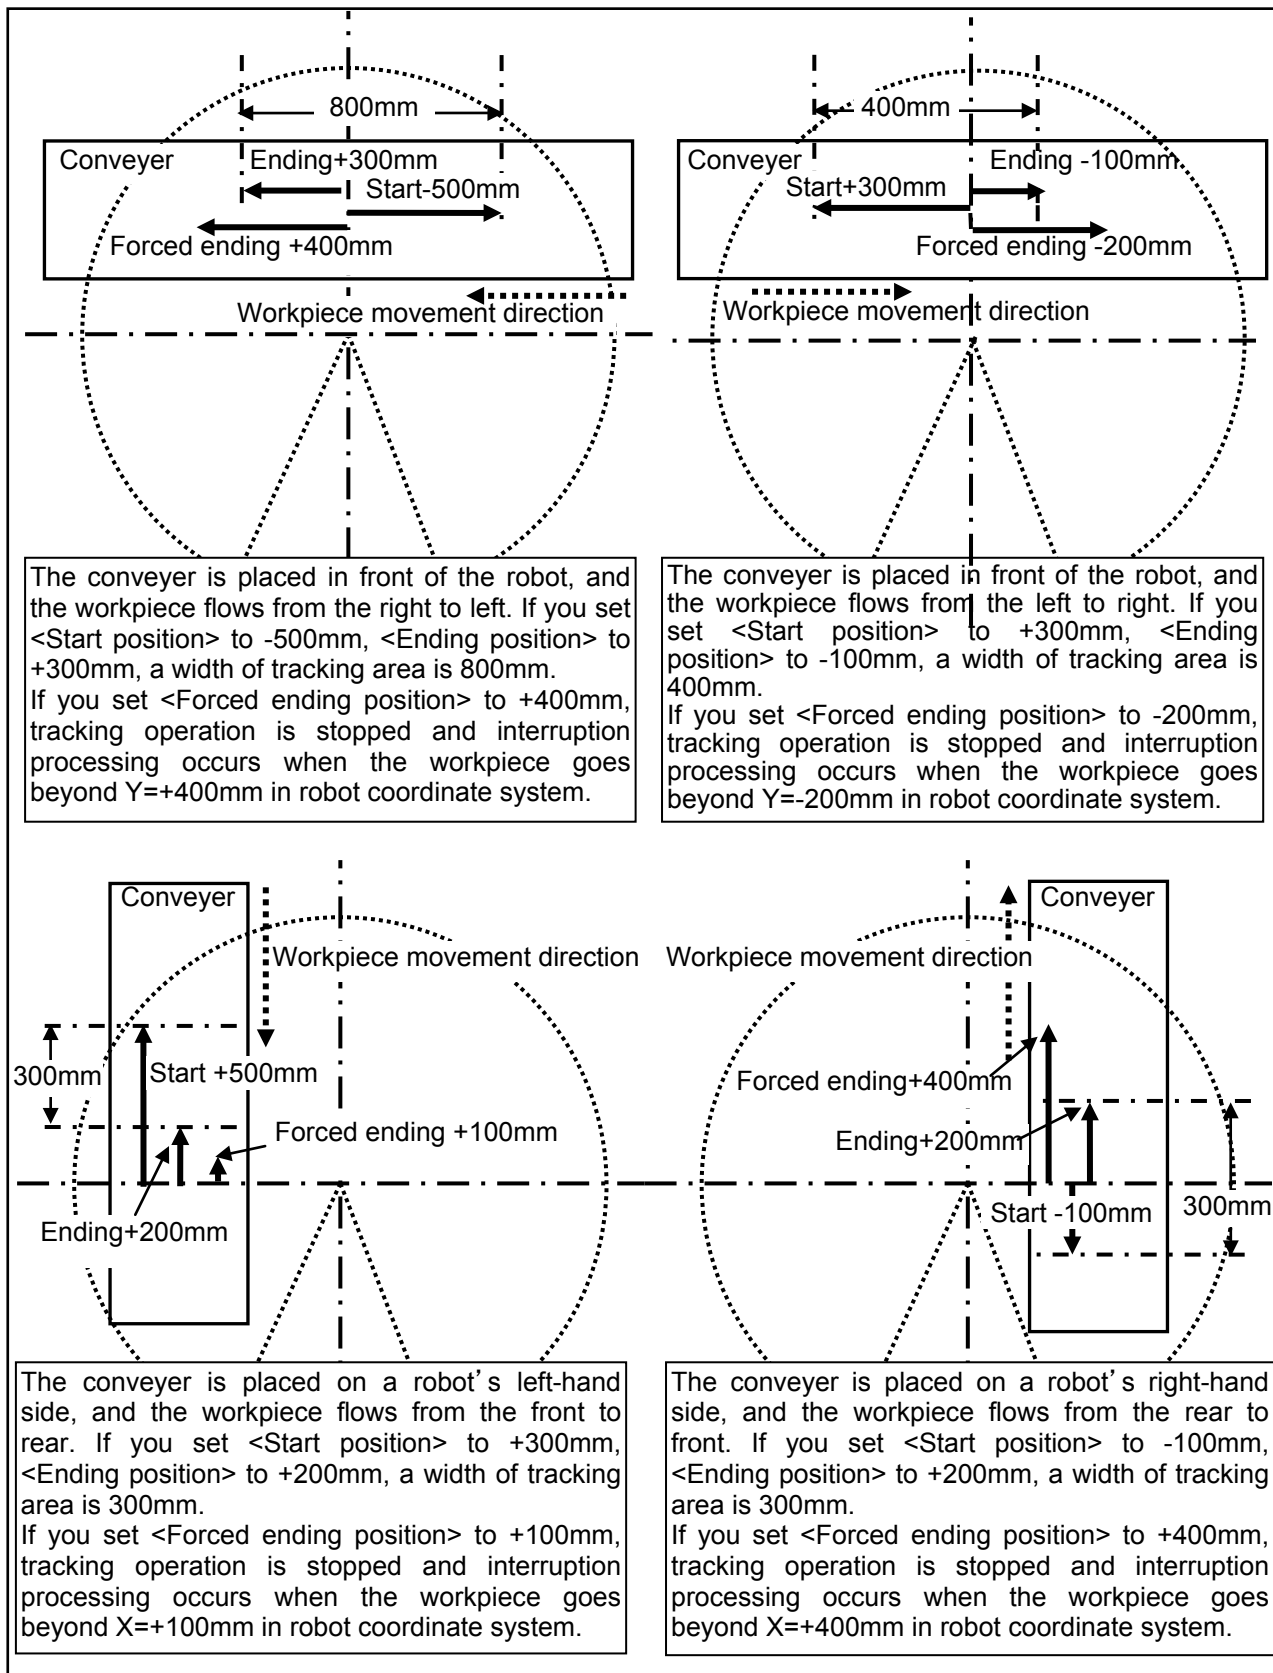 800mm
Conveyer
Ending+300mm
Start-500mm
Forced ending +400mm
Workpiece movement direction
400mm
Conveyer
Ending -100mm
Start+300mm
Forced ending -200mm
Workpiece movement direction
The conveyer is placed in front of the robot, and
the workpiece flows from the right to left. If you set
<Start position> to -500mm, <Ending position> to
+300mm, a width of tracking area is 800mm.
If you set <Forced ending position> to +400mm,
tracking operation is stopped and interruption
processing occurs when the workpiece goes
beyond Y=+400mm in robot coordinate system.
The conveyer is placed in front of the robot, and
the workpiece flows from the left to right. If you
set <Start position> to +300mm, <Ending
position> to -100mm, a width of tracking area is
400mm.
If you set <Forced ending position> to -200mm,
tracking operation is stopped and interruption
processing occurs when the workpiece goes
beyond Y=-200mm in robot coordinate system.
Conveyer
Workpiece movement direction
300mm
Start +500mm
Forced ending +100mm
Ending+200mm
Conveyer
Workpiece movement direction
Forced ending+400mm
Ending+200mm
Start -100mm
300mm
The conveyer is placed on a robot's left-hand
side, and the workpiece flows from the front to
rear. If you set <Start position> to +300mm,
<Ending position> to +200mm, a width of tracking
area is 300mm.
If you set <Forced ending position> to +100mm,
tracking operation is stopped and interruption
processing occurs when the workpiece goes
beyond X=+100mm in robot coordinate system.
The conveyer is placed on a robot's right-hand
side, and the workpiece flows from the rear to
front. If you set <Start position> to -100mm,
<Ending position> to +200mm, a width of tracking
area is 300mm.
If you set <Forced ending position> to +400mm,
tracking operation is stopped and interruption
processing occurs when the workpiece goes
beyond X=+400mm in robot coordinate system.